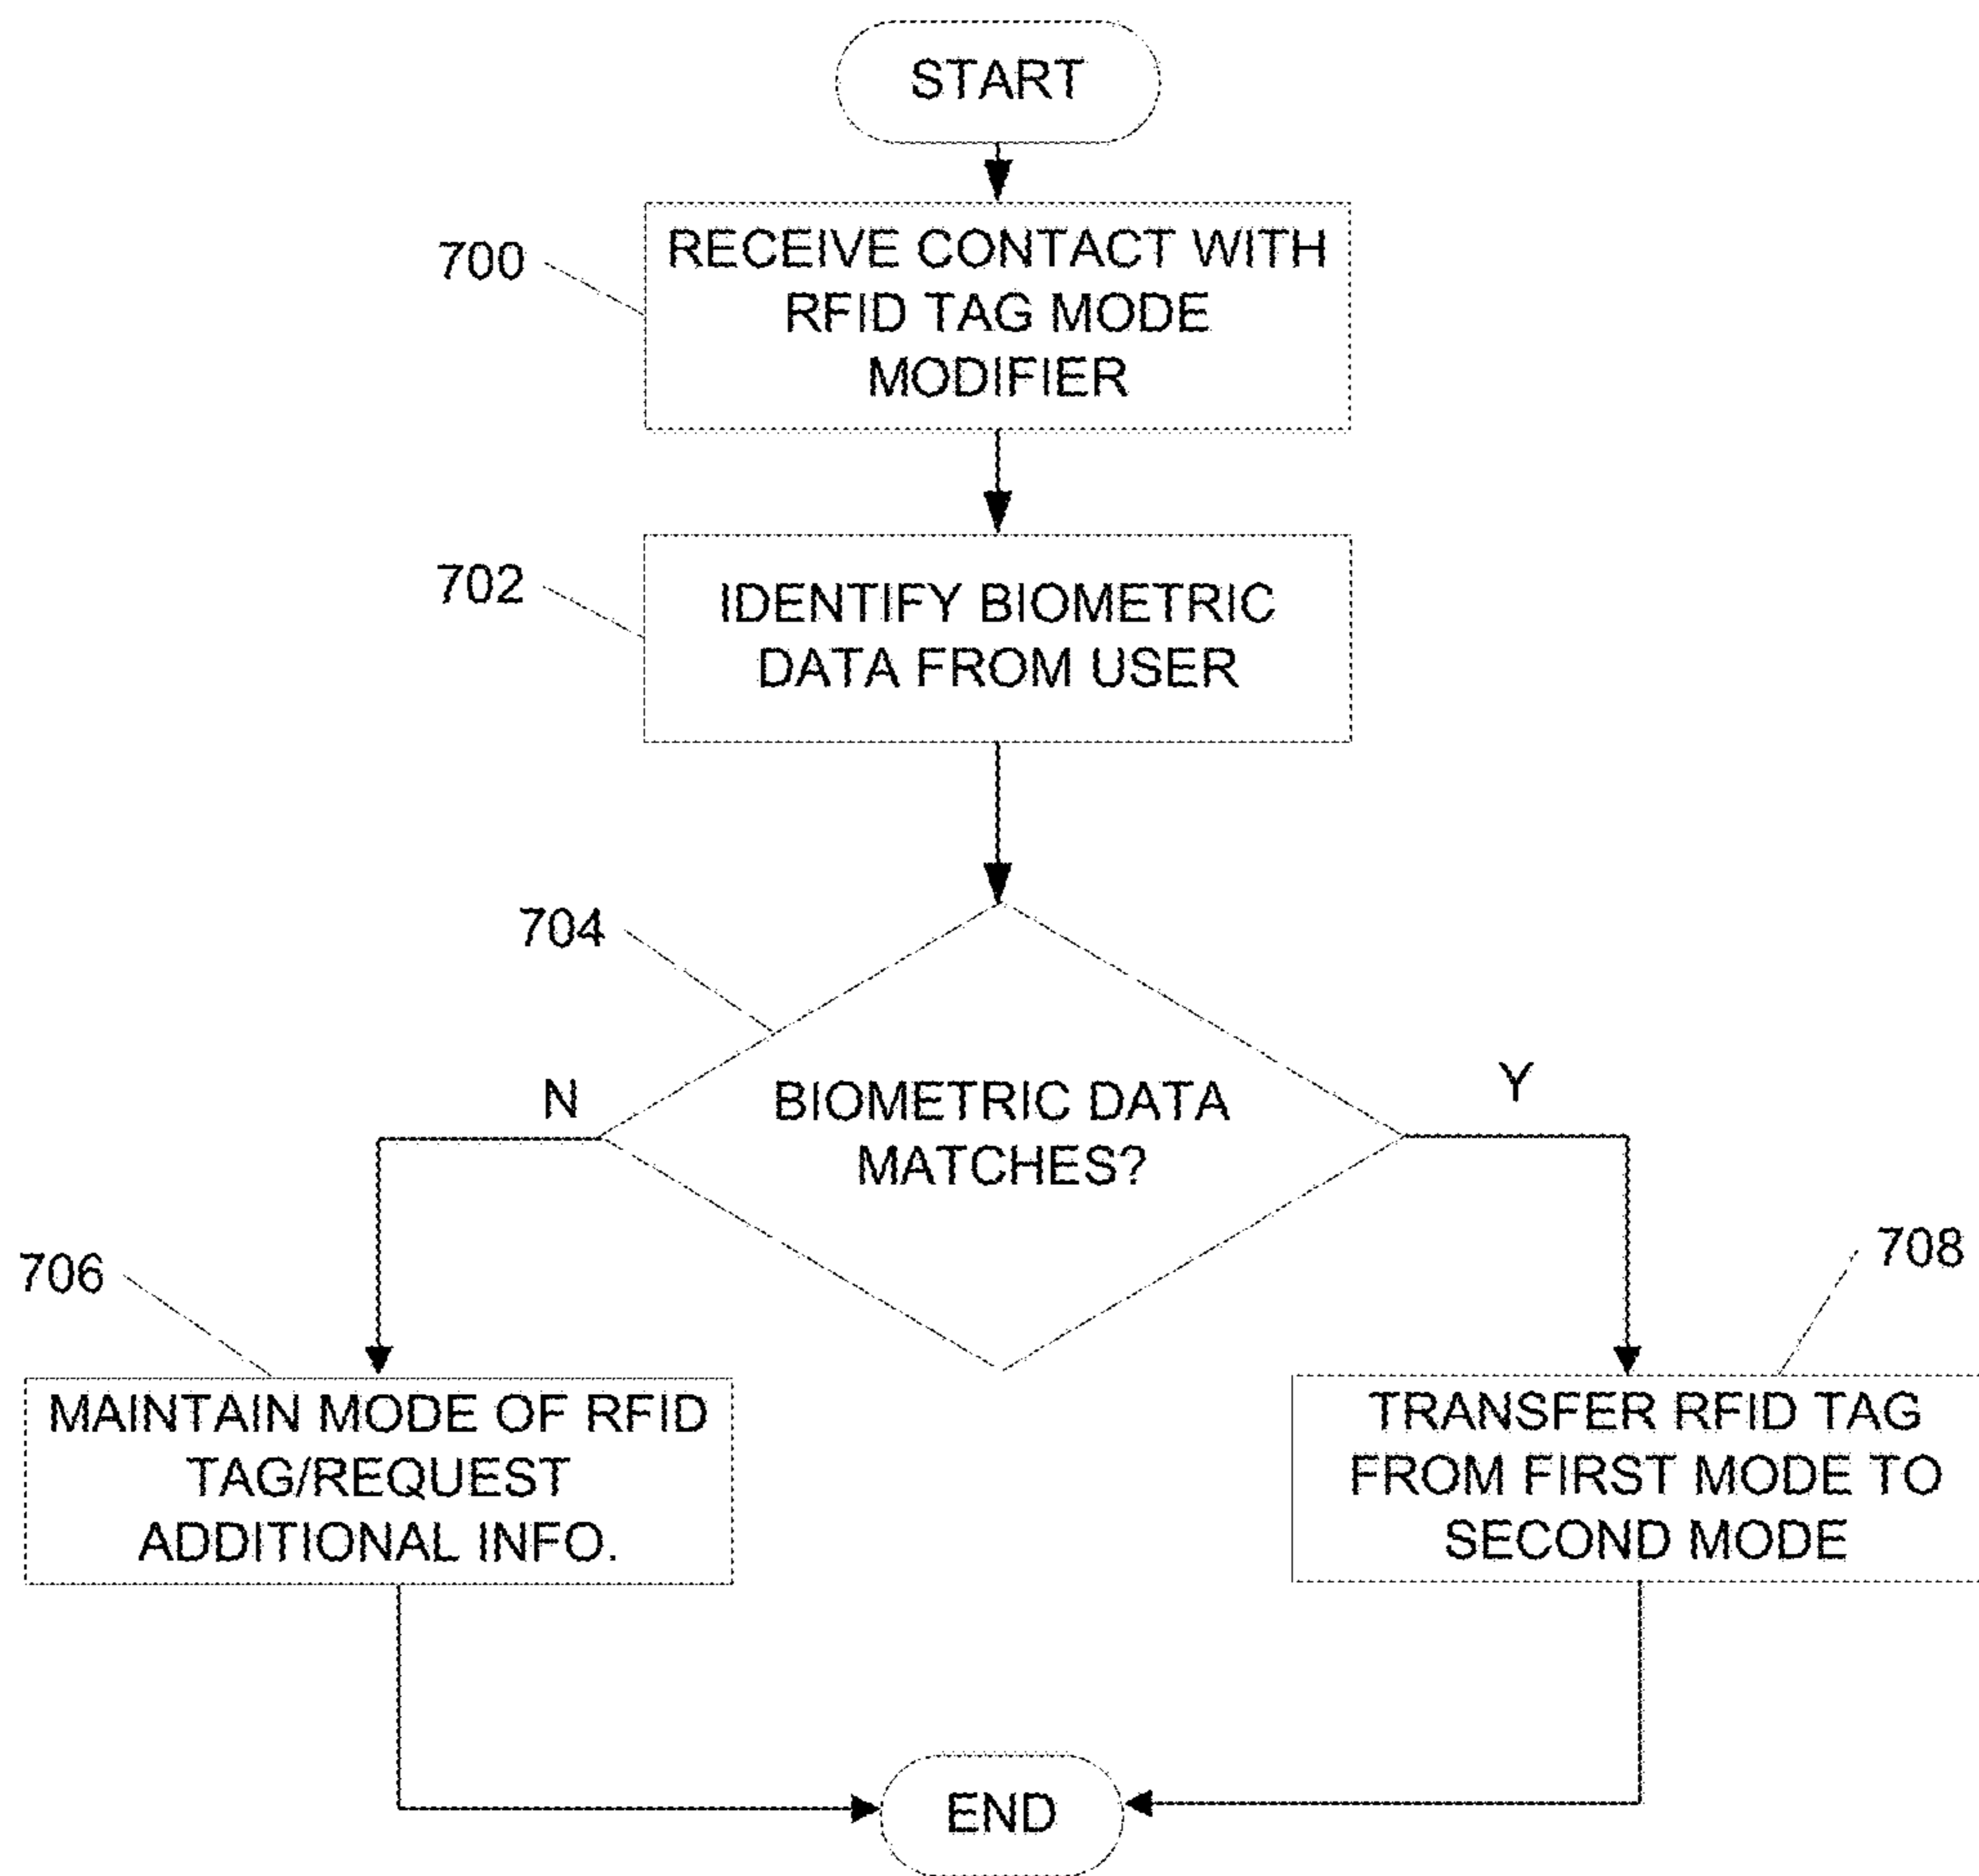 START
700
RECEIVE CONTACT WITH
RFID TAG MODE
MODIFIER
702
IDENTIFY BIOMETRIC
DATA FROM USER
704
N
BIOMETRIC DATA
MATCHES?
Y
706
MAINTAIN MODE OF RFID
TAG/REQUEST
ADDITIONAL INFO.
708
TRANSFER RFID TAG
FROM FIRST MODE TO
SECOND MODE
END